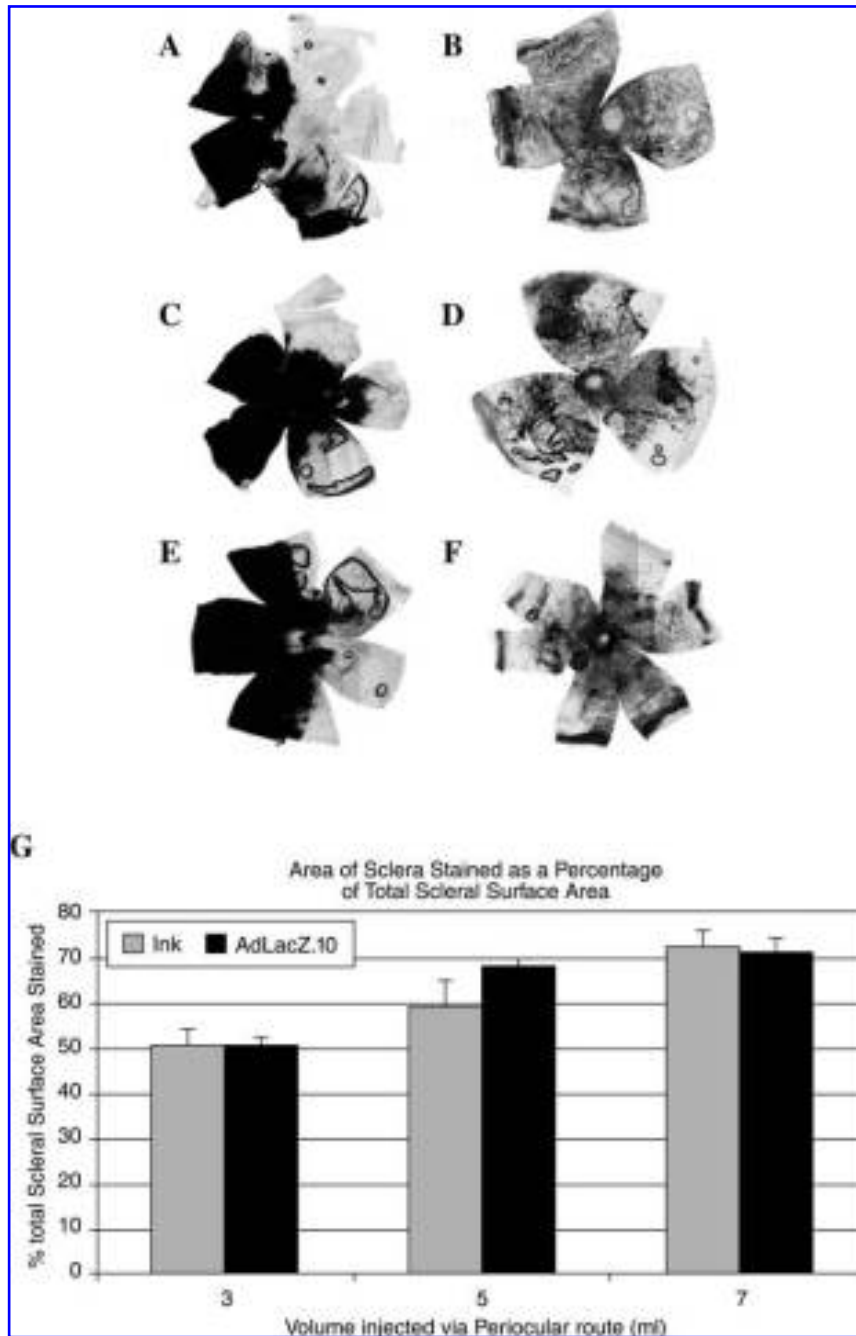 A
B
C
D
E
F
G
Area of Sclera Stained as a Percentage
of Total Scleral Surface Area
% total Scleral Surface Area Stained
80
70
60
50
40
30
20
10
0
Ink
AdLacZ.10
3
5
7
Volume injected via Periocular route (ml)